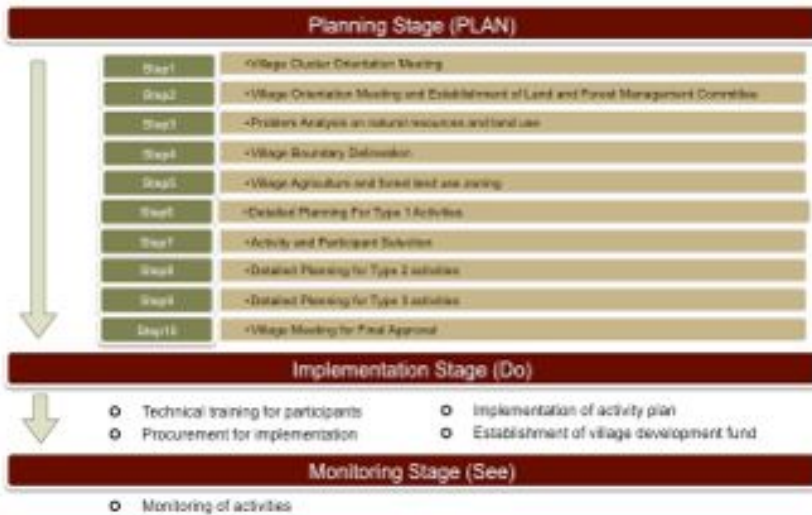 Planning Stage (PLAN)
Step1 •Village Cluster Orientation Meeting
Step2 •Village Orientation Meeting and Establishment of Land and Forest Management Committee
Step3 •Problem Analysis on natural resources and land use
Step4 •Village Boundary Delineation
Step5 •Village Agriculture and forest land use zoning
Step6 •Detailed Planning For Type 1 Activities
Step7 •Activity and Participant Selection
Step8 •Detailed Planning for Type 2 activities
Step9 •Detailed Planning for Type 3 activities
Step10 •Village Meeting for Final Approval
Implementation Stage (Do)
Technical training for participants
Procurement for implementation
Implementation of activity plan
Establishment of village development fund
Monitoring Stage (See)
Monitoring of activities